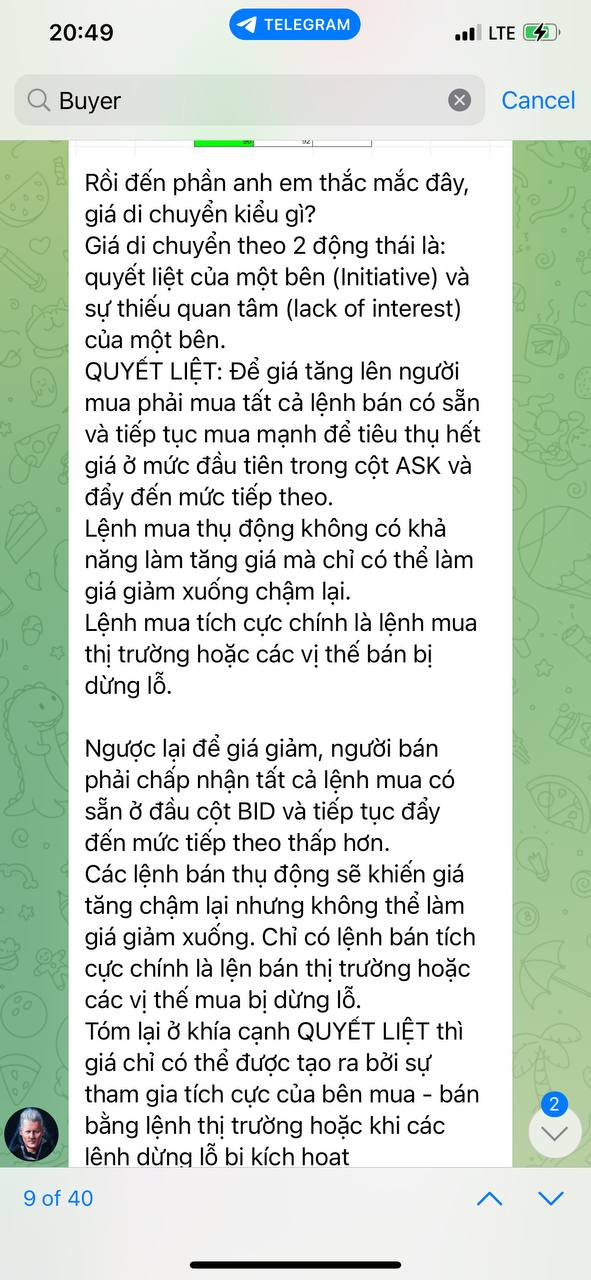 20:49
TELEGRAM
LTE
Buyer
Cancel
90
92
Rồi đến phần anh em thắc mắc đây,
giá di chuyển kiểu gì?
Giá di chuyển theo 2 động thái là:
quyết liệt của một bên (Initiative) và
sự thiếu quan tâm (lack of interest)
của một bên.
QUYẾT LIỆT: Để giá tăng lên người
mua phải mua tất cả lệnh bán có sẵn
và tiếp tục mua mạnh để tiêu thụ hết
giá ở mức đầu tiên trong cột ASK và
đẩy đến mức tiếp theo.
Lệnh mua thụ động không có khả
năng làm tăng giá mà chỉ có thể làm
giá giảm xuống chậm lại.
Lệnh mua tích cực chính là lệnh mua
thị trường hoặc các vị thế bán bị
dừng lỗ.
Ngược lại để giá giảm, người bán
phải chấp nhận tất cả lệnh mua có
sẵn ở đầu cột BID và tiếp tục đẩy
đến mức tiếp theo thấp hơn.
Các lệnh bán thụ động sẽ khiến giá
tăng chậm lại nhưng không thể làm
giá giảm xuống. Chỉ có lệnh bán tích
cực chính là lện bán thị trường hoặc
các vị thế mua bị dừng lỗ.
Tóm lại ở khía cạnh QUYẾT LIỆT thì
giá chỉ có thể được tạo ra bởi sự
tham gia tích cực của bên mua - bán
bằng lệnh thị trường hoặc khi các
lệnh dừng lỗ bị kích hoạt
2
9 of 40